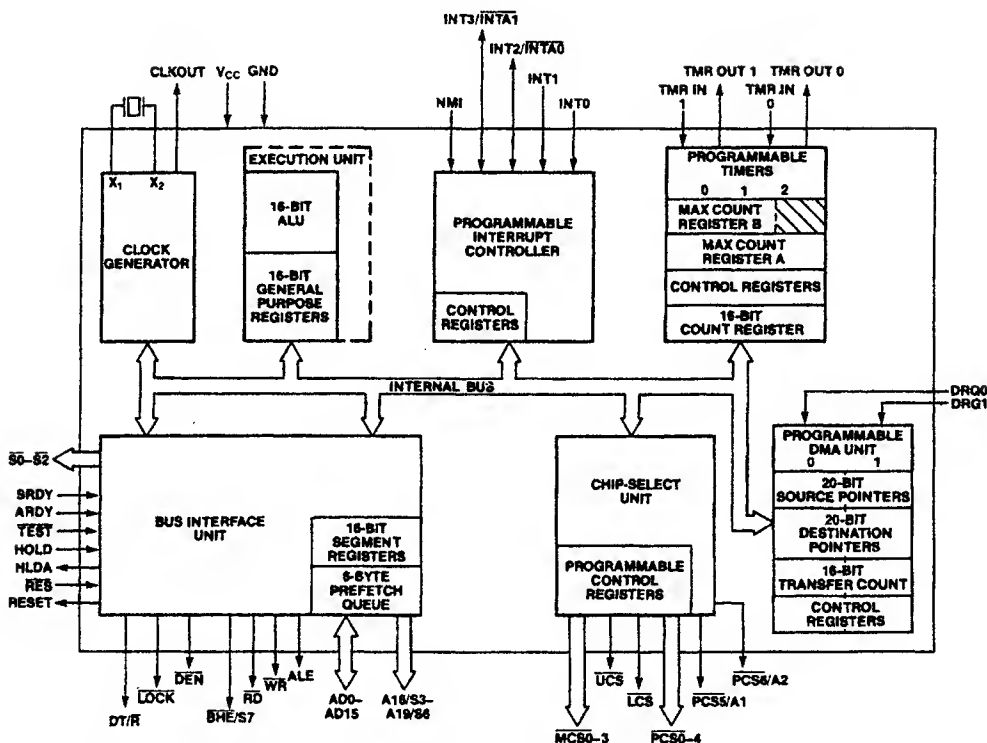 INT3/INTA1
INT2/INTA0
CLKOUT VCC GND
TMR OUT 1 TMR OUT 0
TMR IN 1
TMR IN 0
NMI
INT1
INT0
X1 X2
CLOCK
GENERATOR
EXECUTION UNIT
16-BIT
ALU
16-BIT
GENERAL
PURPOSE
REGISTERS
PROGRAMMABLE
INTERRUPT
CONTROLLER
CONTROL
REGISTERS
PROGRAMMABLE
TIMERS
0 1 2
MAX COUNT
REGISTER B
MAX COUNT
REGISTER A
CONTROL REGISTERS
16-BIT
COUNT REGISTER
INTERNAL BUS
DRQ0
DRG1
S0–S2
SRDY
ARDY
TEST
HOLD
HLDA
RES
RESET
BUS INTERFACE
UNIT
16-BIT
SEGMENT
REGISTERS
6-BYTE
PREFETCH
QUEUE
CHIP-SELECT
UNIT
PROGRAMMABLE
CONTROL
REGISTERS
PROGRAMMABLE
DMA UNIT
0 1
20-BIT
SOURCE POINTERS
20-BIT
DESTINATION
POINTERS
16-BIT
TRANSFER COUNT
CONTROL
REGISTERS
DT/R
LOCK
DEN
BHE/S7
RD
WR
ALE
AD0–
AD15
A16/S3–
A19/S6
MCS0–3
UCS
LCS
PCS0–4
PCS5/A1
PCS6/A2